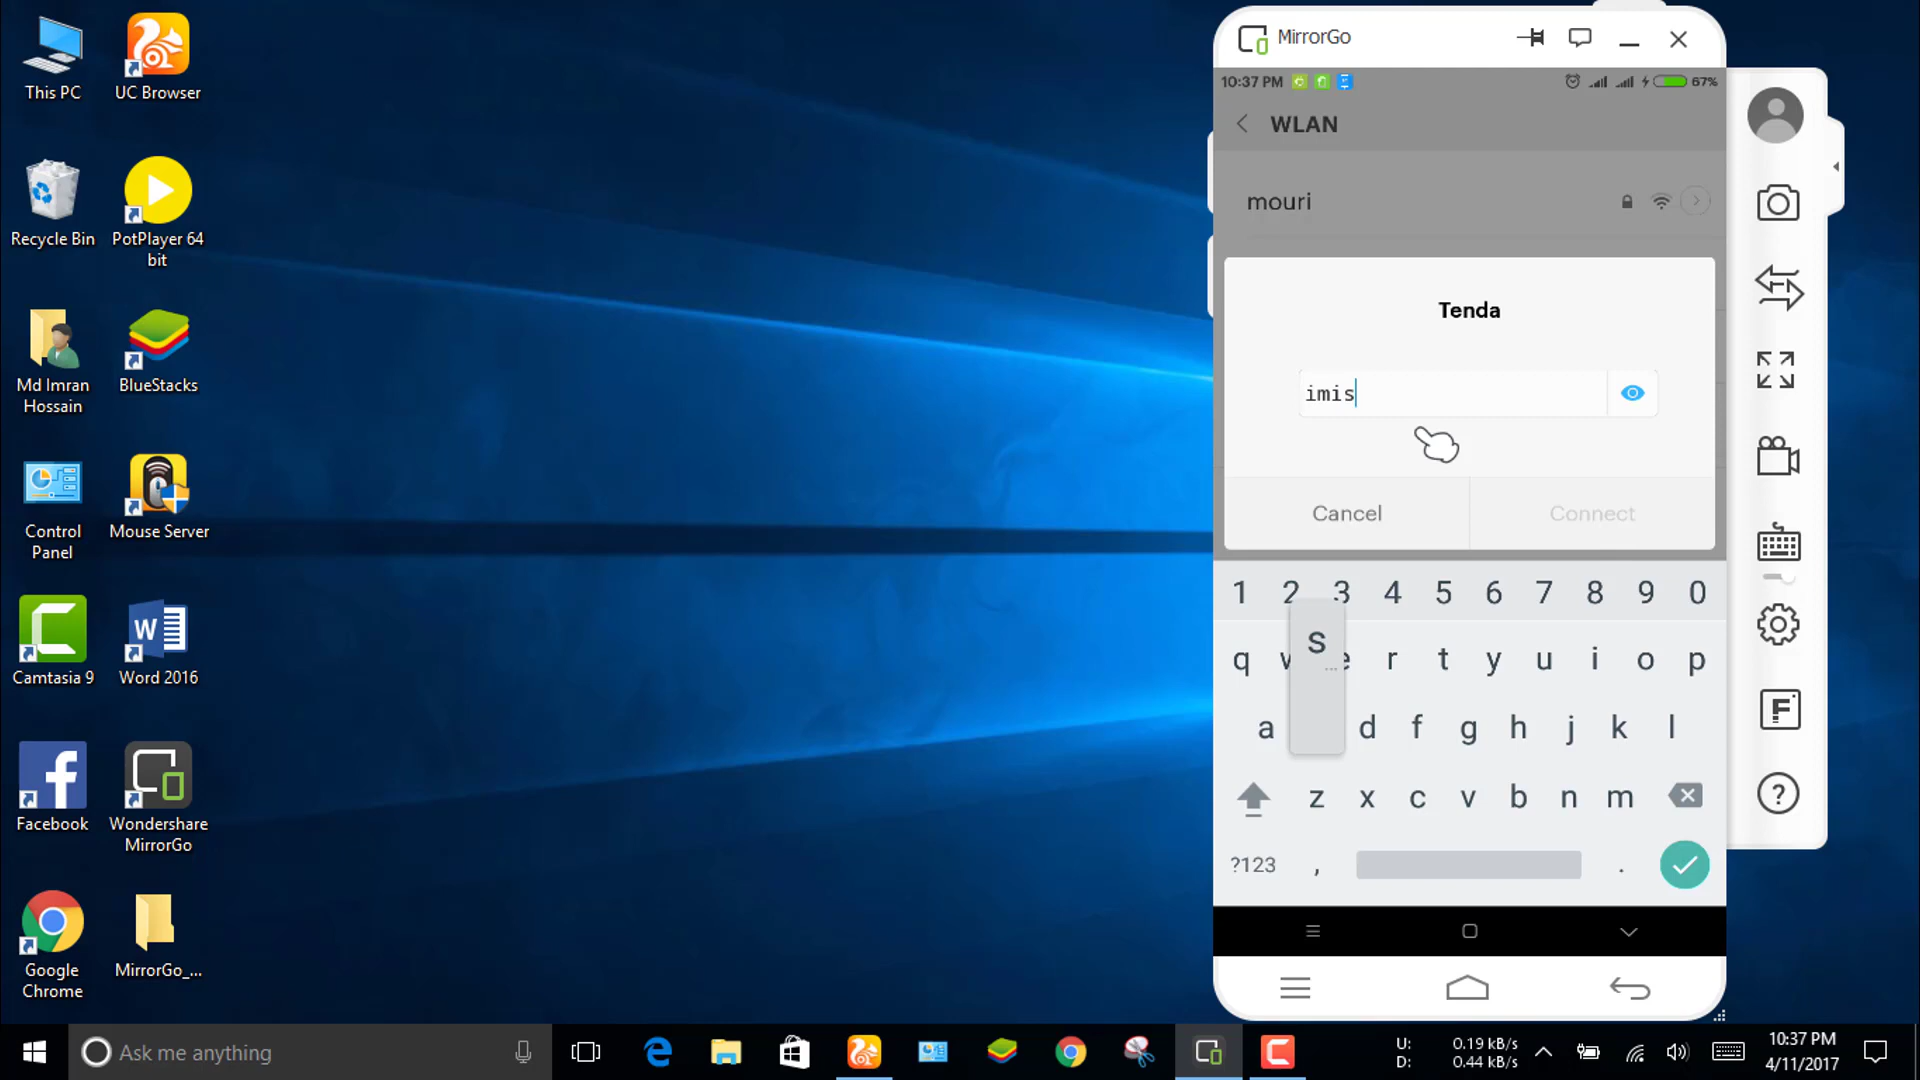 This PC
UC Browser
Recycle Bin
PotPlayer 64
bit
Md Imran
Hossain
BlueStacks
Control
Panel
Mouse Server
Camtasia 9
Word 2016
Facebook
Wondershare
MirrorGo
Google
Chrome
MirrorGo_...
MirrorGo
10:37 PM
67%
WLAN
mouri
Tenda
imis
Cancel
Connect
1 2 3 4 5 6 7 8 9 0
q w e r t y u i o p
S
a d f g h j k l
z x c v b n m
?123 , .
F
?
Ask me anything
U: 0.19 kB/s
D: 0.44 kB/s
10:37 PM
4/11/2017